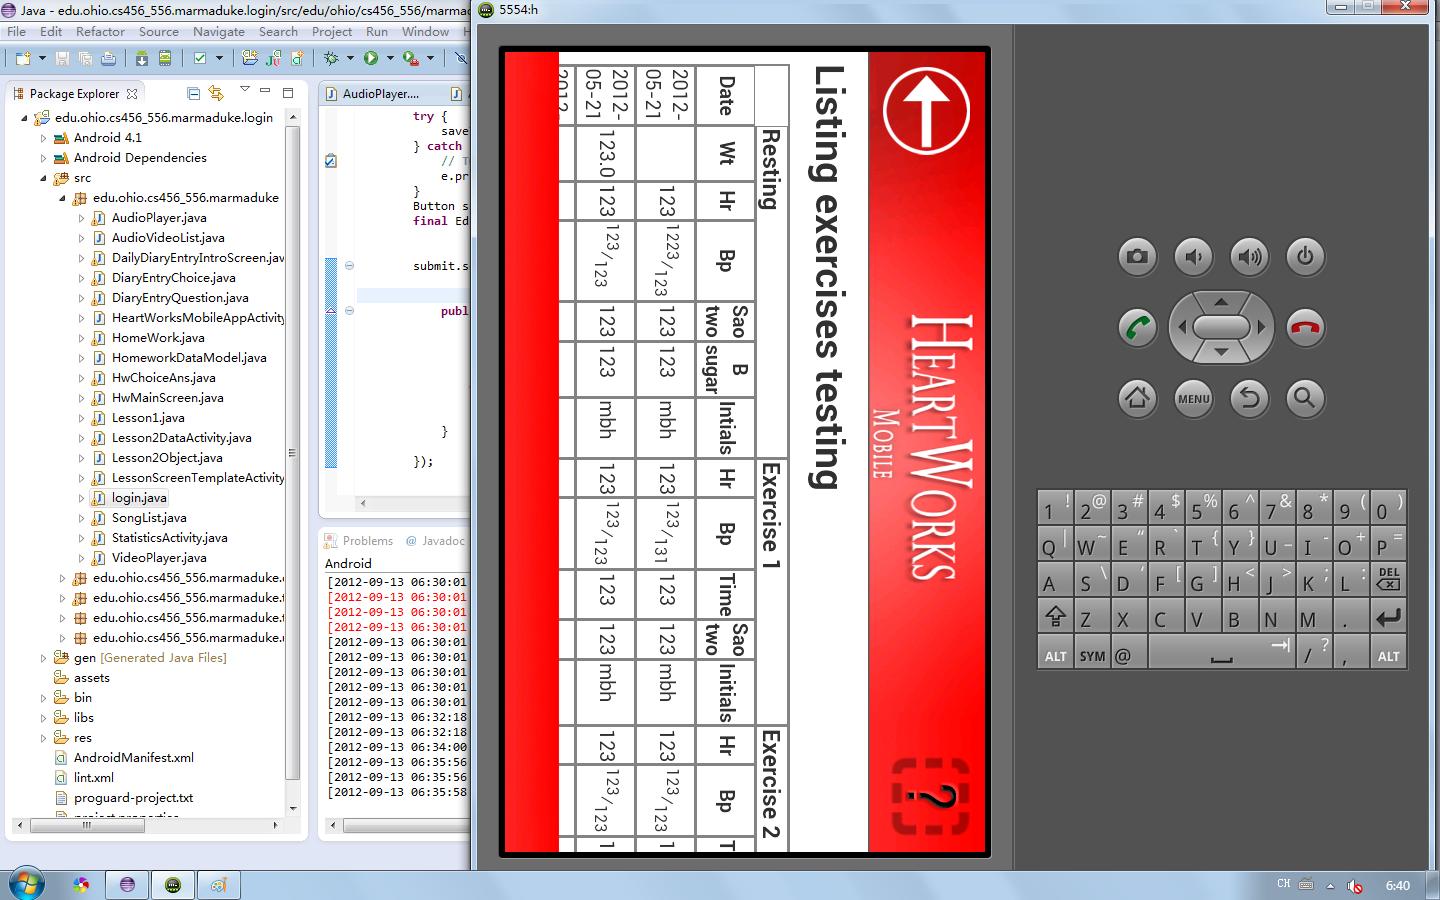 Java - edu.ohio.cs456_556.marmaduke.login/src/edu/ohio/cs456_556/marmad
File Edit Refactor Source Navigate Search Project Run Window
Package Explorer
edu.ohio.cs456_556.marmaduke.login
Android 4.1
Android Dependencies
src
edu.ohio.cs456_556.marmaduke
AudioPlayer.java
AudioVideoList.java
DailyDiaryEntryIntroScreen.jav
DiaryEntryChoice.java
DiaryEntryQuestion.java
HeartWorksMobileAppActivity
HomeWork.java
HomeworkDataModel.java
HwChoiceAns.java
HwMainScreen.java
Lesson1.java
Lesson2DataActivity.java
Lesson2Object.java
LessonScreenTemplateActivity
login.java
SongList.java
StatisticsActivity.java
VideoPlayer.java
edu.ohio.cs456_556.marmaduke.
edu.ohio.cs456_556.marmaduke.
edu.ohio.cs456_556.marmaduke.
edu.ohio.cs456_556.marmaduke.
gen [Generated Java Files]
assets
bin
libs
res
AndroidManifest.xml
lint.xml
proguard-project.txt
AudioPlayer....
try {
save
} catch
// T
e.pr
}
Button s
final Ed
submit.s
publ
}
});
Problems @ Javadoc
Android
[2012-09-13 06:30:01
[2012-09-13 06:30:01
[2012-09-13 06:30:01
[2012-09-13 06:30:01
[2012-09-13 06:30:01
[2012-09-13 06:30:01
[2012-09-13 06:30:01
[2012-09-13 06:30:01
[2012-09-13 06:30:01
[2012-09-13 06:32:18
[2012-09-13 06:32:18
[2012-09-13 06:34:00
[2012-09-13 06:35:56
[2012-09-13 06:35:56
[2012-09-13 06:35:58
5554:h
HEARTWORKS
MOBILE
?
Listing exercises testing
Resting Exercise 1 Exercise 2
Date Wt Hr Bp Sao two B sugar Intials Hr Bp Time Sao two Initials Hr Bp T
2012-05-21 123 1223/123 123 123 mbh 123 123/131 123 123 mbh 123 123/123 1
2012-05-21 123.0 123 123/123 123 123 mbh 123 123/123 123 123 mbh 123 123/123 1
2012-
MENU
1 ! 2 @ 3 # 4 $ 5 % 6 ^ 7 & 8 * 9 ( 0 )
Q | W ~ E “ R ` T { Y } U _ I - O + P =
A S \ D ' F [ G ] H < J > K ; L : DEL
Z X C V B N M .
ALT SYM @ / ? , ALT
CH
6:40